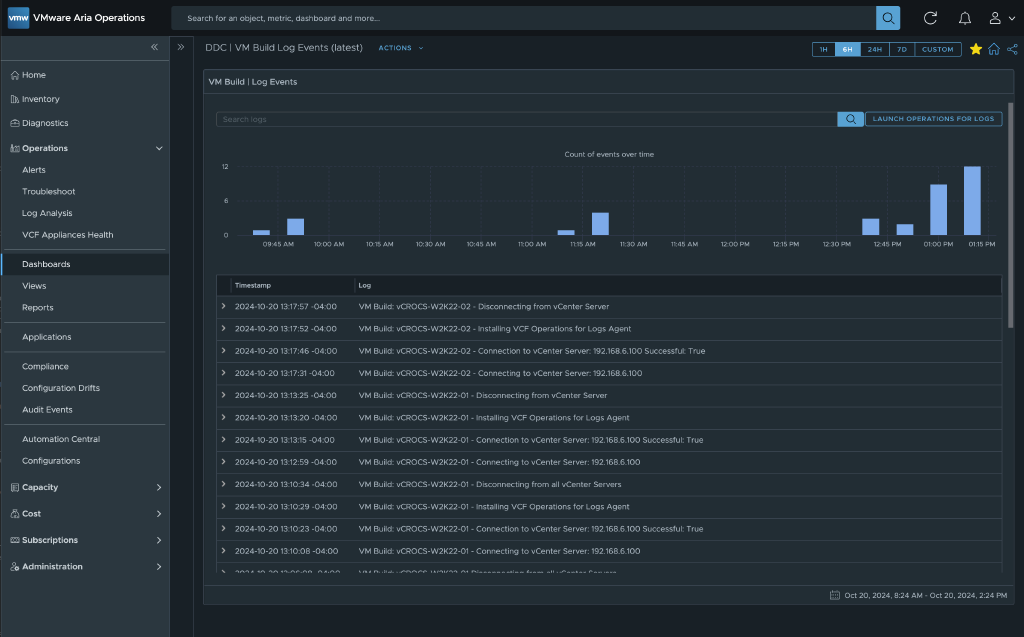 vmw VMware Aria Operations
Search for an object, metric, dashboard and more...
Home
Inventory
Diagnostics
Operations
Alerts
Troubleshoot
Log Analysis
VCF Appliances Health
Dashboards
Views
Reports
Applications
Compliance
Configuration Drifts
Audit Events
Automation Central
Configurations
Capacity
Cost
Subscriptions
Administration
DDC | VM Build Log Events (latest) ACTIONS
1H 6H 24H 7D CUSTOM
VM Build | Log Events
Search logs
LAUNCH OPERATIONS FOR LOGS
Count of events over time
12
6
0
09:45 AM 10:00 AM 10:15 AM 10:30 AM 10:45 AM 11:00 AM 11:15 AM 11:30 AM 11:45 AM 12:00 PM 12:15 PM 12:30 PM 12:45 PM 01:00 PM 01:15 PM
Timestamp Log
2024-10-20 13:17:57 -04:00 VM Build: vCROCS-W2K22-02 - Disconnecting from vCenter Server
2024-10-20 13:17:52 -04:00 VM Build: vCROCS-W2K22-02 - Installing VCF Operations for Logs Agent
2024-10-20 13:17:46 -04:00 VM Build: vCROCS-W2K22-02 - Connection to vCenter Server: 192.168.6.100 Successful: True
2024-10-20 13:17:31 -04:00 VM Build: vCROCS-W2K22-02 - Connecting to vCenter Server: 192.168.6.100
2024-10-20 13:13:25 -04:00 VM Build: vCROCS-W2K22-01 - Disconnecting from vCenter Server
2024-10-20 13:13:20 -04:00 VM Build: vCROCS-W2K22-01 - Installing VCF Operations for Logs Agent
2024-10-20 13:13:15 -04:00 VM Build: vCROCS-W2K22-01 - Connection to vCenter Server: 192.168.6.100 Successful: True
2024-10-20 13:12:59 -04:00 VM Build: vCROCS-W2K22-01 - Connecting to vCenter Server: 192.168.6.100
2024-10-20 13:10:34 -04:00 VM Build: vCROCS-W2K22-01 - Disconnecting from all vCenter Servers
2024-10-20 13:10:29 -04:00 VM Build: vCROCS-W2K22-01 - Installing VCF Operations for Logs Agent
2024-10-20 13:10:23 -04:00 VM Build: vCROCS-W2K22-01 - Connection to vCenter Server: 192.168.6.100 Successful: True
2024-10-20 13:10:08 -04:00 VM Build: vCROCS-W2K22-01 - Connecting to vCenter Server: 192.168.6.100
Oct 20, 2024, 8:24 AM - Oct 20, 2024, 2:24 PM